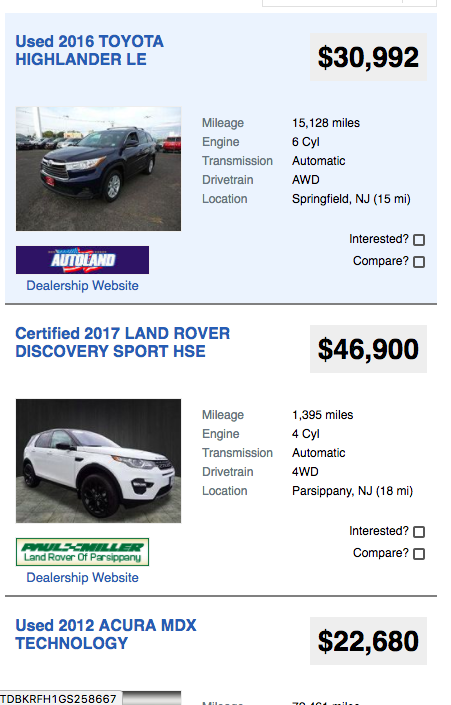 Used 2016 TOYOTA
HIGHLANDER LE
$30,992
Mileage 15,128 miles
Engine 6 Cyl
Transmission Automatic
Drivetrain AWD
Location Springfield, NJ (15 mi)
Interested?
Compare?
AUTOLAND
Dealership Website
Certified 2017 LAND ROVER
DISCOVERY SPORT HSE
$46,900
Mileage 1,395 miles
Engine 4 Cyl
Transmission Automatic
Drivetrain 4WD
Location Parsippany, NJ (18 mi)
Interested?
Compare?
PAUL MILLER
Land Rover Of Parsippany
Dealership Website
Used 2012 ACURA MDX
TECHNOLOGY
$22,680
TDBKRFH1GS258667
Mileage miles